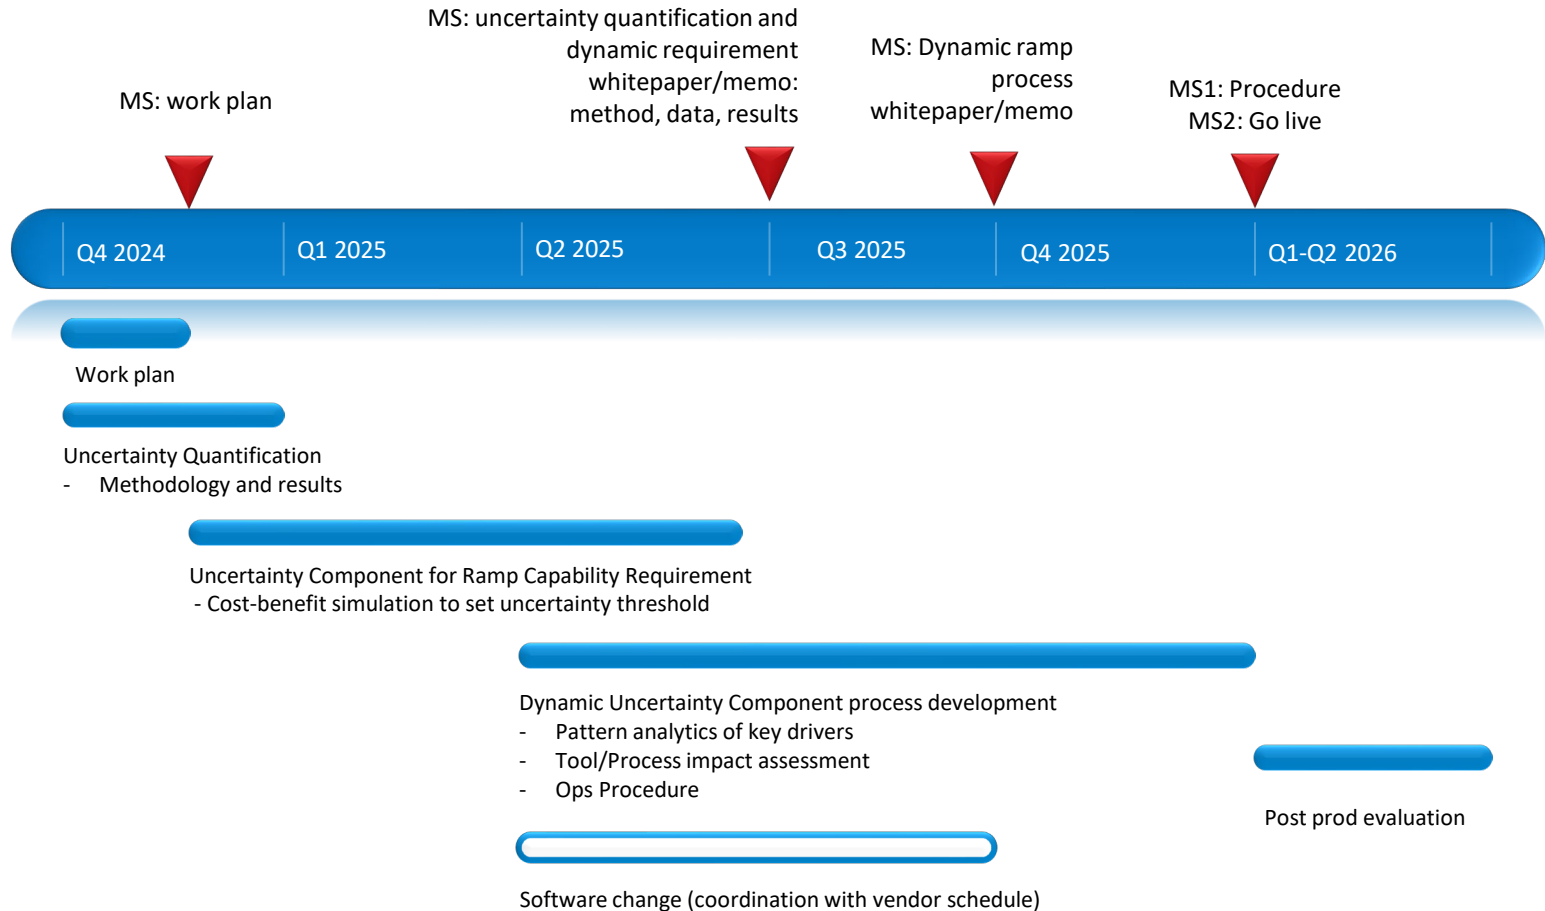 MS: work plan
MS: uncertainty quantification and
dynamic requirement
whitepaper/memo:
method, data, results
MS: Dynamic ramp
process
whitepaper/memo
MS1: Procedure
MS2: Go live
Q4 2024
Q1 2025
Q2 2025
Q3 2025
Q4 2025
Q1-Q2 2026
Work plan
Uncertainty Quantification
- Methodology and results
Uncertainty Component for Ramp Capability Requirement
- Cost-benefit simulation to set uncertainty threshold
Dynamic Uncertainty Component process development
- Pattern analytics of key drivers
- Tool/Process impact assessment
- Ops Procedure
Post prod evaluation
Software change (coordination with vendor schedule)